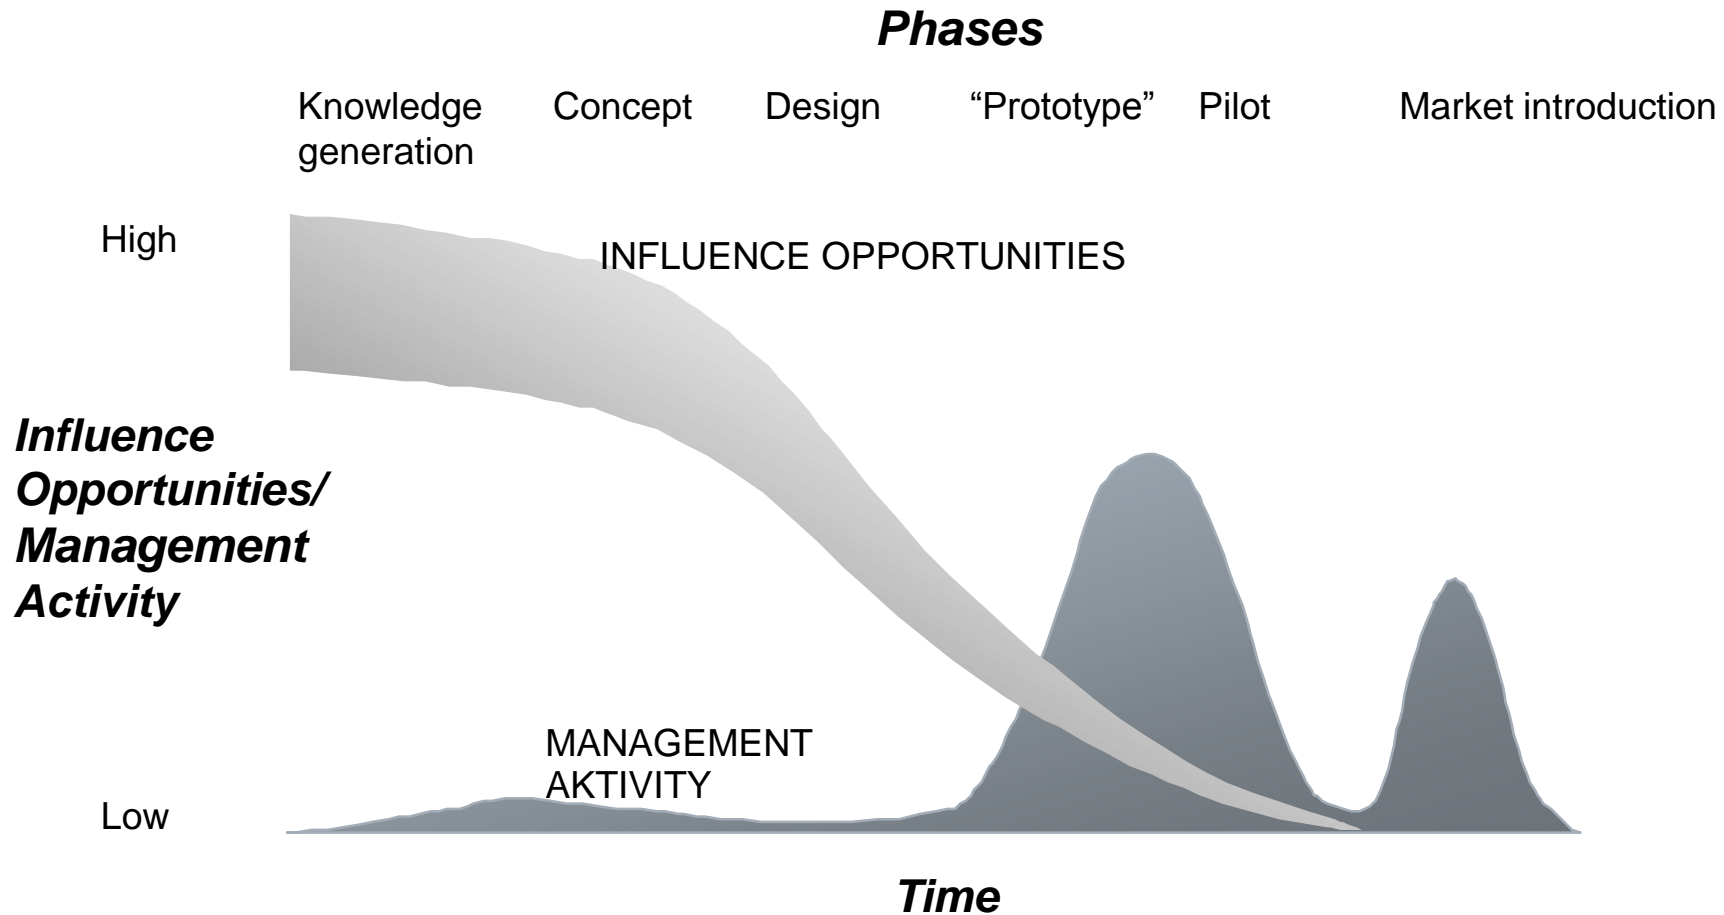 Phases
Knowledge
generation
Concept
Design
“Prototype”
Pilot
Market introduction
High
INFLUENCE OPPORTUNITIES
Influence
Opportunities/
Management
Activity
MANAGEMENT
AKTIVITY
Low
Time